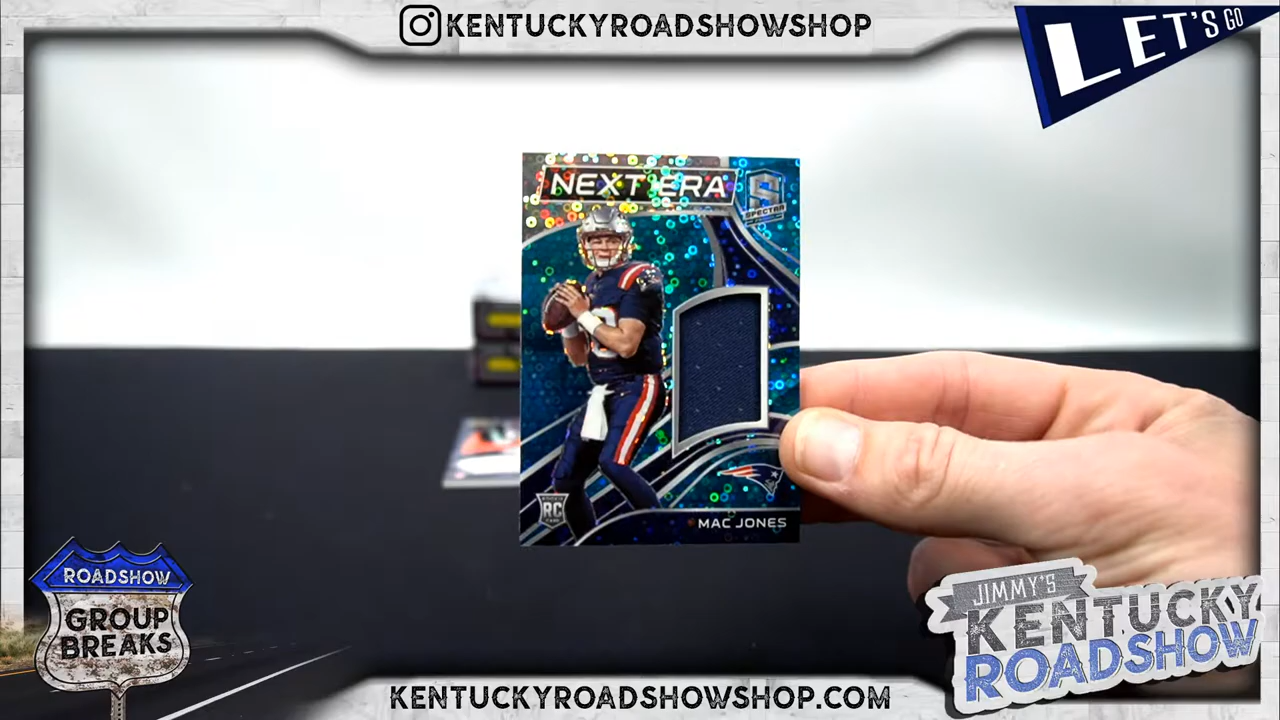 KENTUCKYROADSHOWSHOP
LET'S GO
NEXT ERA
SPECTRA
RC
MAC JONES
ROADSHOW
GROUP
BREAKS
JIMMY'S
KENTUCKY
ROADSHOW
KENTUCKYROADSHOWSHOP.COM